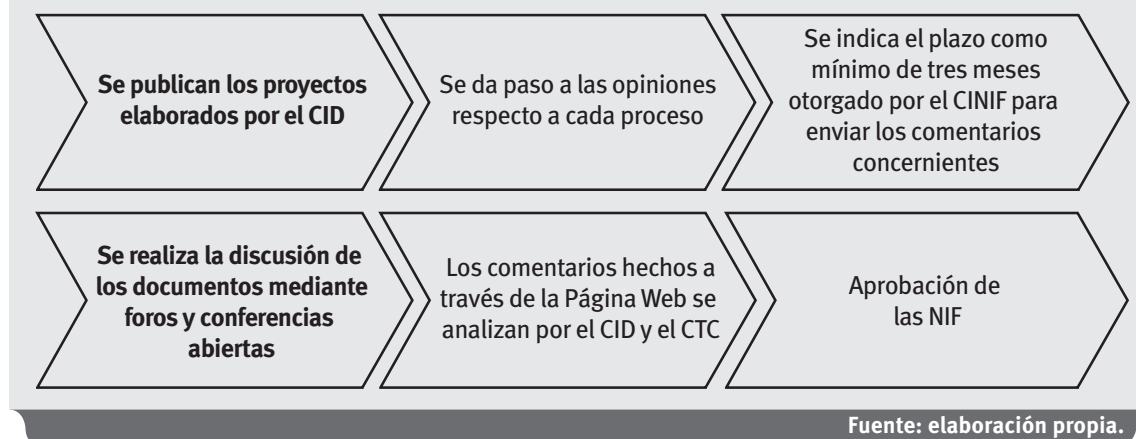 Se publican los proyectos
elaborados por el CID
Se da paso a las opiniones
respecto a cada proceso
Se indica el plazo como
mínimo de tres meses
otorgado por el CINIF para
enviar los comentarios
concernientes
Se realiza la discusión de
los documentos mediante
foros y conferencias
abiertas
Los comentarios hechos a
través de la Página Web se
analizan por el CID y el CTC
Aprobación de
las NIF
Fuente: elaboración propia.